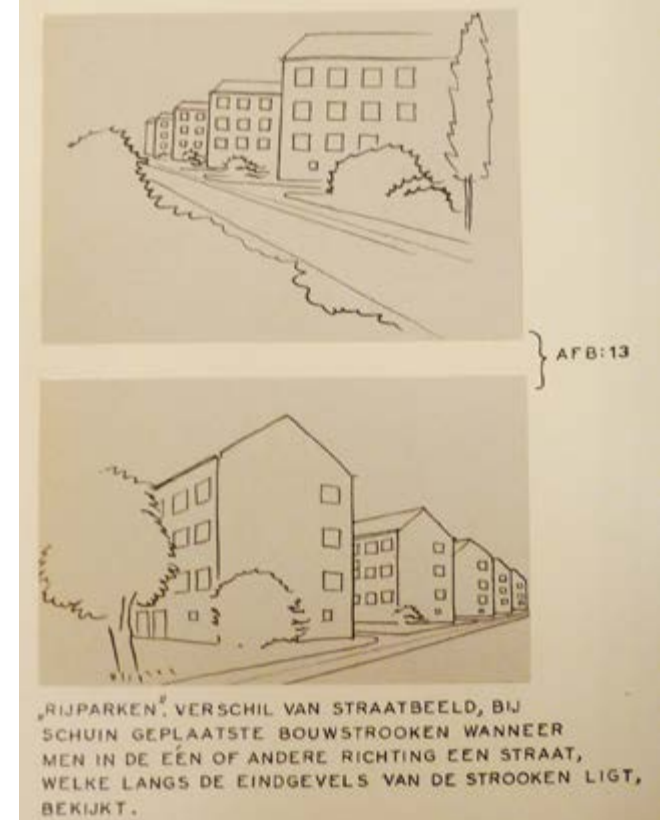 AFB:13
„RIJPARKEN". VERSCHIL VAN STRAATBEELD, BIJ
SCHUIN GEPLAATSTE BOUWSTROOKEN WANNEER
MEN IN DE EÉN OF ANDERE RICHTING EEN STRAAT,
WELKE LANGS DE EINDGEVELS VAN DE STROOKEN LIGT,
BEKIJKT.